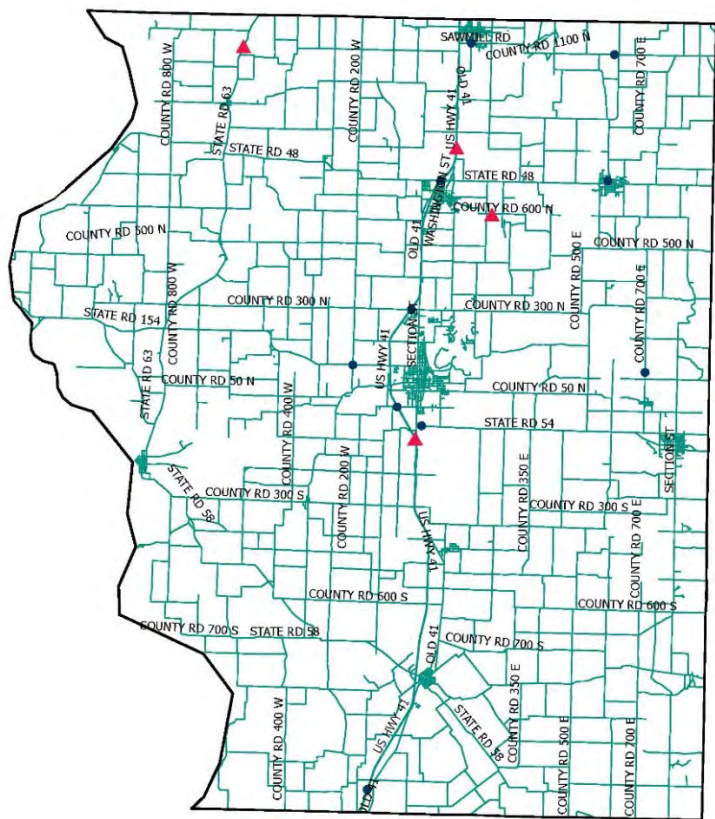 SAWMILL RD
COUNTY RD 1100 N
COUNTY RD 800 W
COUNTY RD 200 W
OLD 41
US HWY 41
COUNTY RD 700 E
STATE RD 63
STATE RD 48
WASHINGTON ST
STATE RD 48
COUNTY RD 600 N
COUNTY RD 500 N
OLD 41
COUNTY RD 500 E
COUNTY RD 500 N
COUNTY RD 800 W
COUNTY RD 300 N
COUNTY RD 300 N
COUNTY RD 700 E
STATE RD 154
US HWY 41
SECTION ST
STATE RD 63
COUNTY RD 50 N
COUNTY RD 50 N
COUNTY RD 400 W
STATE RD 54
SECTION ST
COUNTY RD 200 W
COUNTY RD 350 E
STATE RD 58
COUNTY RD 300 S
COUNTY RD 300 S
COUNTY RD 700 E
US HWY 41
COUNTY RD 600 S
COUNTY RD 600 S
COUNTY RD 700 S
STATE RD 58
OLD 41
COUNTY RD 700 S
COUNTY RD 350 E
COUNTY RD 400 W
US HWY 41
STATE RD 58
COUNTY RD 500 E
COUNTY RD 700 E
OLD 41